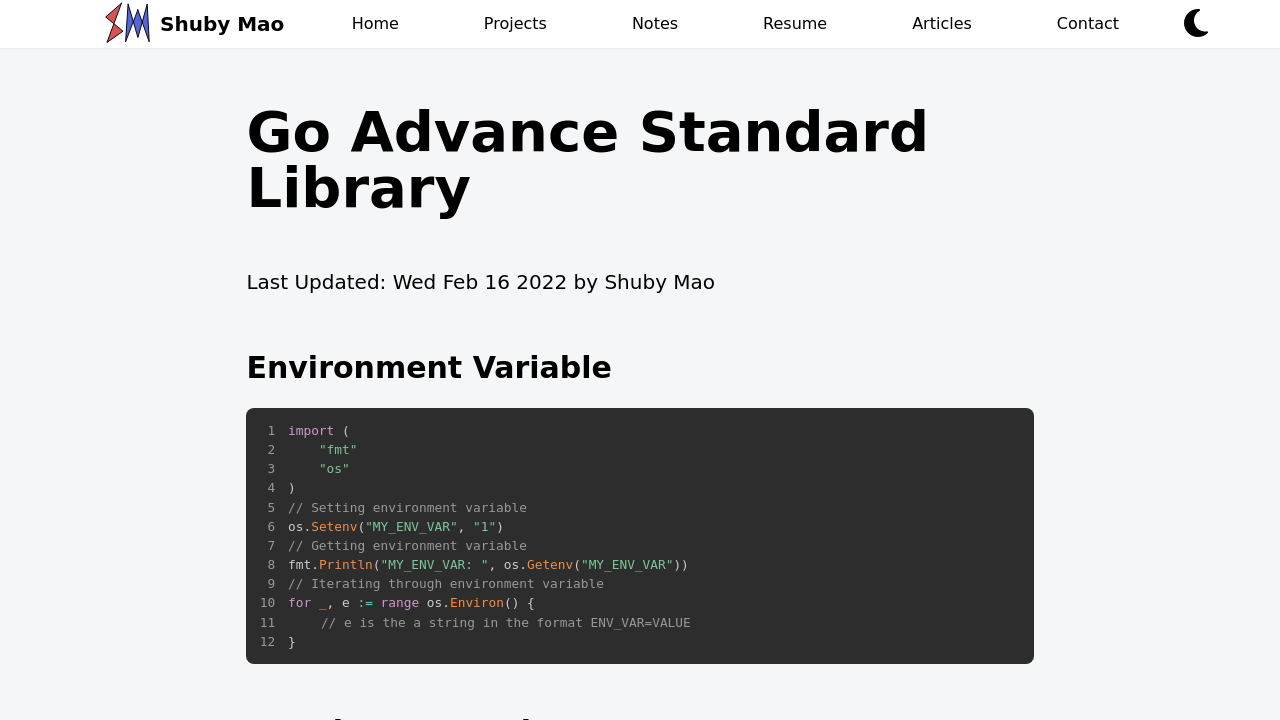 Shuby Mao
Home
Projects
Notes
Resume
Articles
Contact
Go Advance Standard
Library
Last Updated: Wed Feb 16 2022 by Shuby Mao
Environment Variable
1 import (
2     "fmt"
3     "os"
4 )
5 // Setting environment variable
6 os.Setenv("MY_ENV_VAR", "1")
7 // Getting environment variable
8 fmt.Println("MY_ENV_VAR: ", os.Getenv("MY_ENV_VAR"))
9 // Iterating through environment variable
10 for _, e := range os.Environ() {
11     // e is the a string in the format ENV_VAR=VALUE
12 }